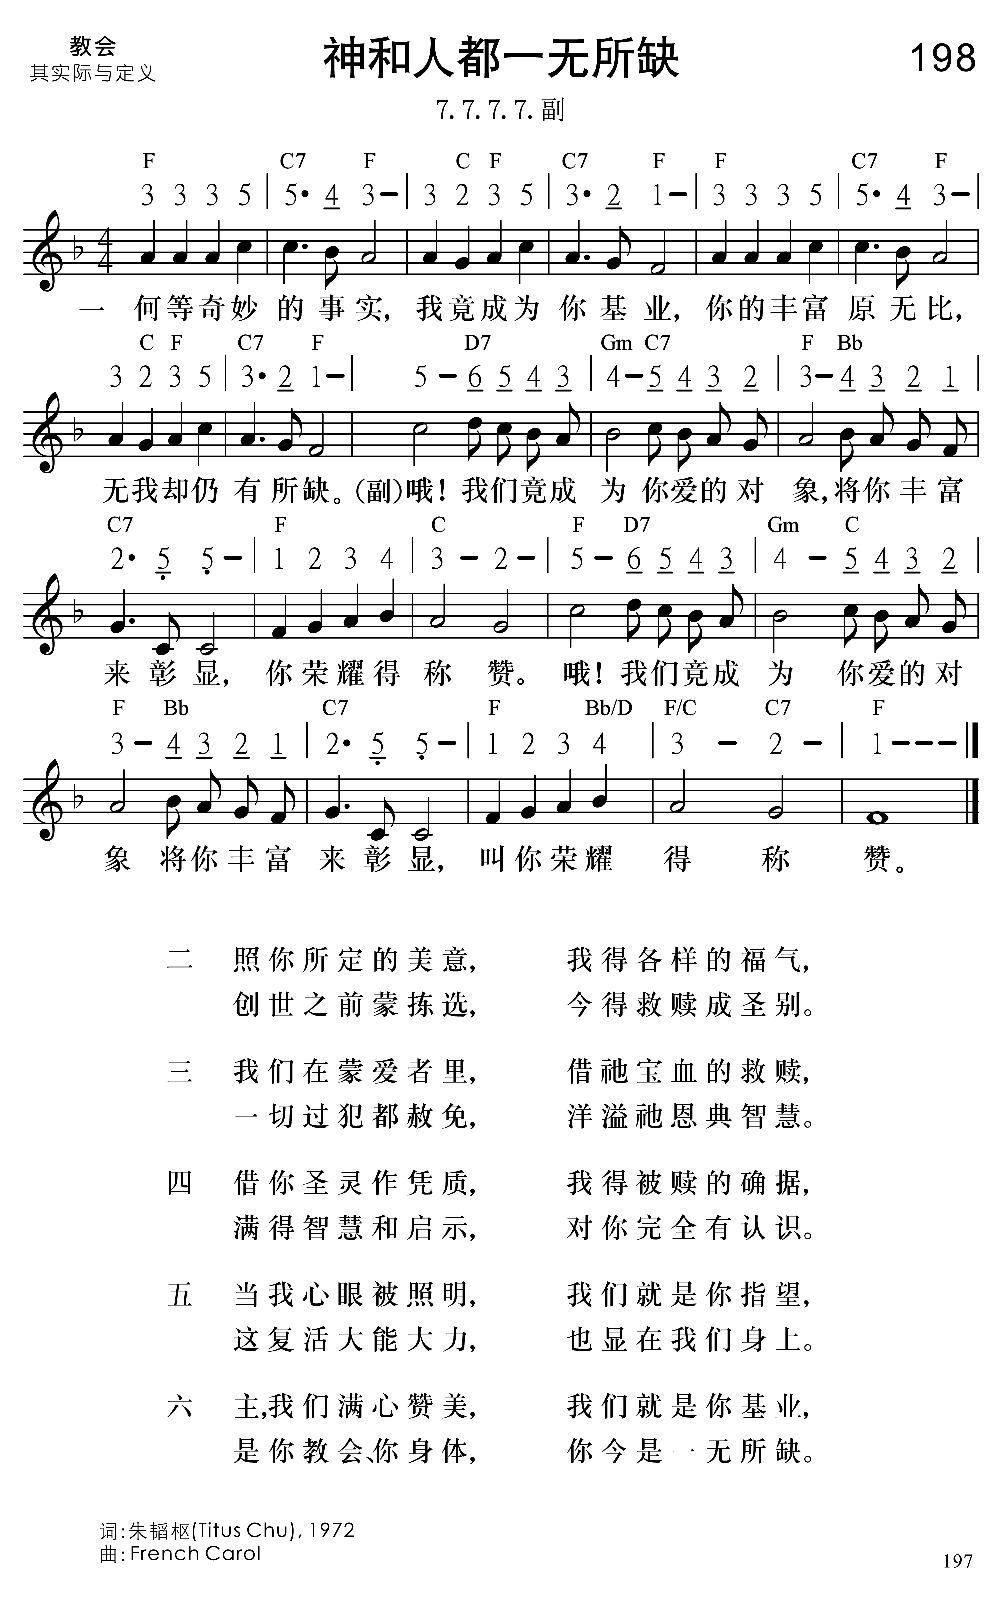 教会
其实际与定义
神和人都一无所缺
198
7. 7. 7. 7. 副
F C7 F C F C7 F F C7 F
3 3 3 5 | 5• 4 3– | 3 2 3 5 | 3• 2 1– | 3 3 3 5 | 5• 4 3– |
4
4
一 何等奇妙 的 事 实, 我竟成为 你 基 业, 你的丰富 原 无 比,
C F C7 F D7 Gm C7 F Bb
3 2 3 5 | 3• 2 1– | 5 – 6 5 4 3 | 4– 5 4 3 2 | 3– 4 3 2 1 |
无我却仍 有 所 缺。(副)哦! 我们竟成 为 你爱的 对 象,将你 丰 富
C7 F C F D7 Gm C
2• 5 5 – | 1 2 3 4 | 3 – 2 – | 5– 6 5 4 3 | 4 – 5 4 3 2 |
来 彰 显, 你荣耀得 称 赞。 哦! 我们竟成 为 你爱的 对
F Bb C7 F Bb/D F/C C7 F
3 – 4 3 2 1 | 2• 5 5 – | 1 2 3 4 | 3 – 2 – | 1 – – – ‖
象 将你 丰 富 来 彰 显, 叫你荣耀 得 称 赞。
二 照你所定的美意, 我得各样的福气,
创世之前蒙拣选, 今得救赎成圣别。
三 我们在蒙爱者里, 借祂宝血的救赎,
一切过犯都赦免, 洋溢祂恩典智慧。
四 借你圣灵作凭质, 我得被赎的确据,
满得智慧和启示, 对你完全有认识。
五 当我心眼被照明, 我们就是你指望,
这复活大能大力, 也显在我们身上。
六 主,我们满心赞美, 我们就是你基业,
是你教会、你身体, 你今是一无所缺。
词:朱韬枢(Titus Chu), 1972
曲: French Carol
197